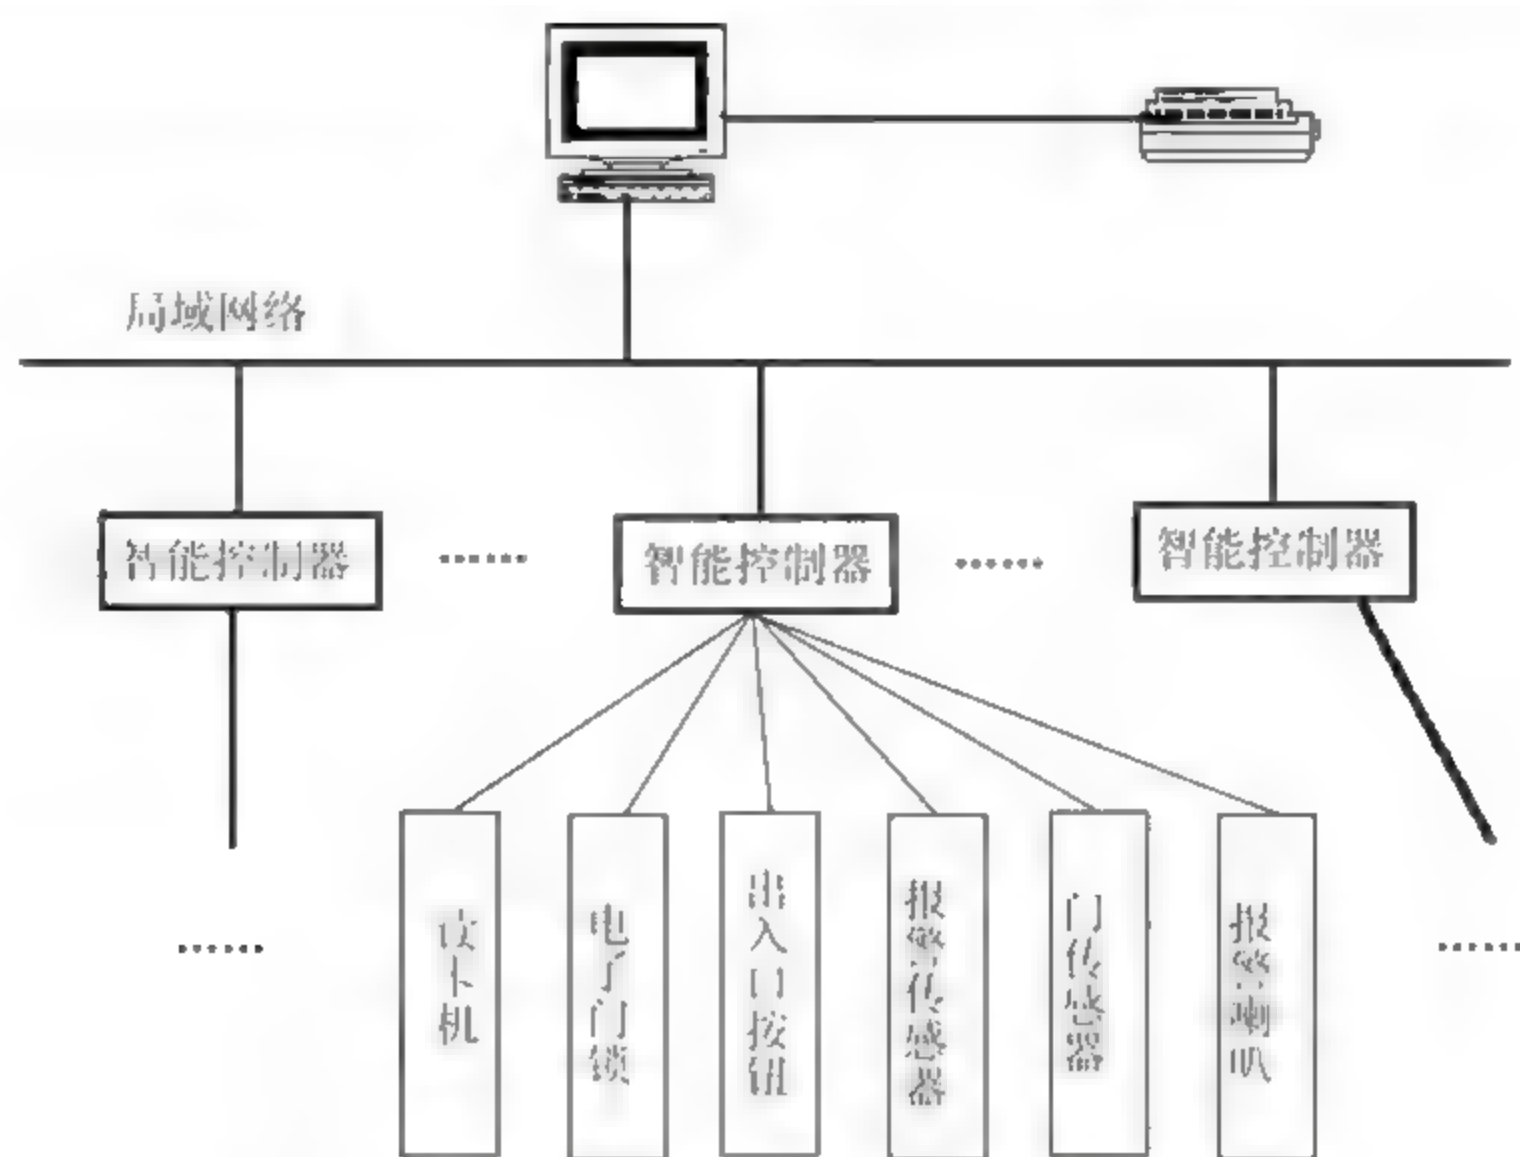 局域网络
智能控制器
……
智能控制器
……
智能控制器
……
读卡机
电子门锁
出入口按钮
报警传感器
门传感器
报警喇叭
……